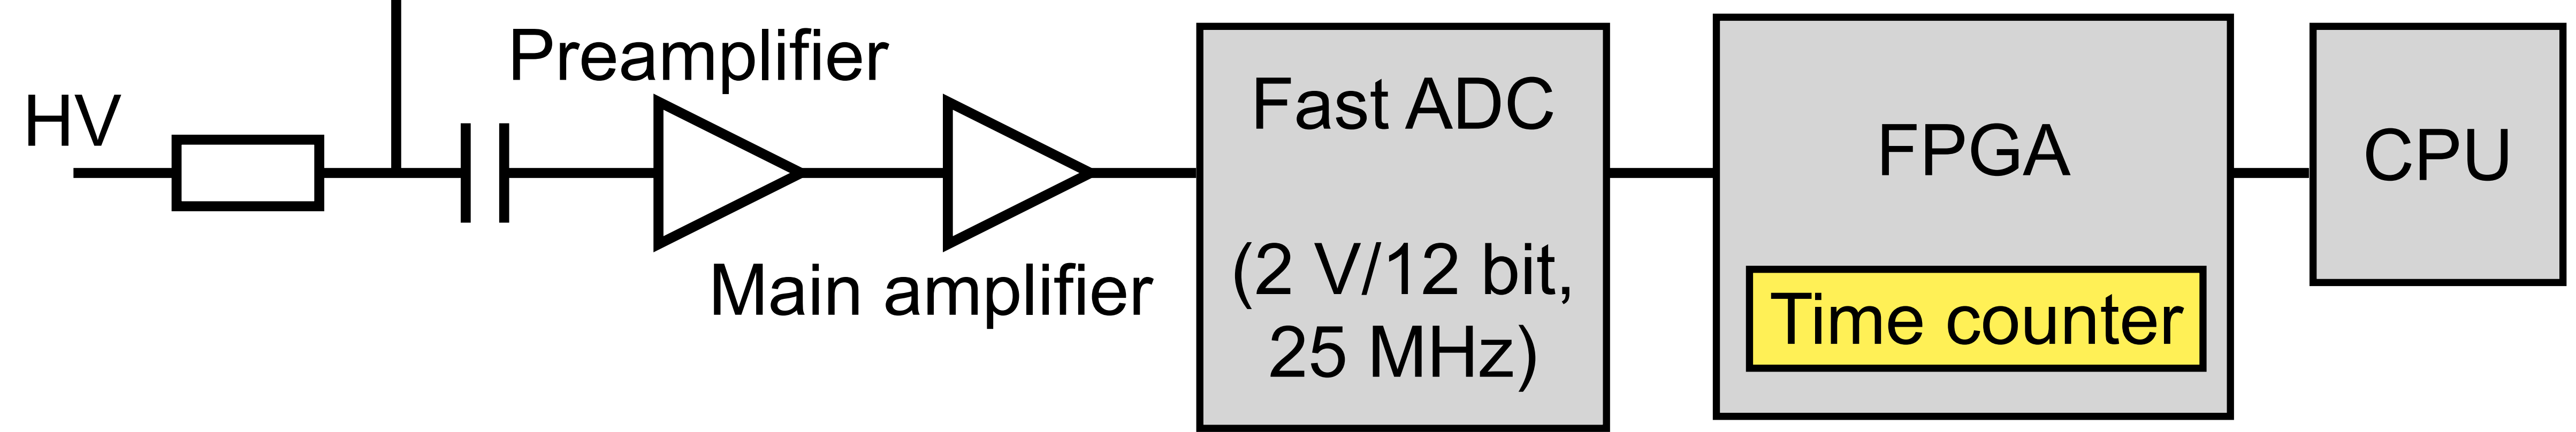 HV
Preamplifier
Main amplifier
Fast ADC
(2 V/12 bit,
25 MHz)
FPGA
Time counter
CPU